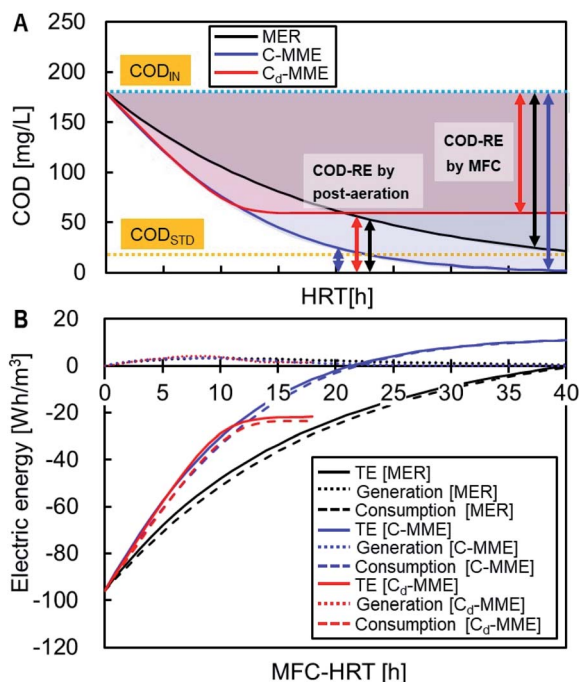 A
250
200
150
100
50
0
COD [mg/L]
MER
C-MME
Cd-MME
CODIN
COD-RE by
post-aeration
COD-RE
by MFC
CODSTD
HRT[h]
B
20
0
-20
-40
-60
-80
-100
-120
Electric energy [Wh/m³]
0 5 10 15 20 25 30 35 40
TE [MER]
Generation [MER]
Consumption [MER]
TE [C-MME]
Generation [C-MME]
Consumption [C-MME]
TE [Cd-MME]
Generation [Cd-MME]
Consumption [Cd-MME]
MFC-HRT [h]